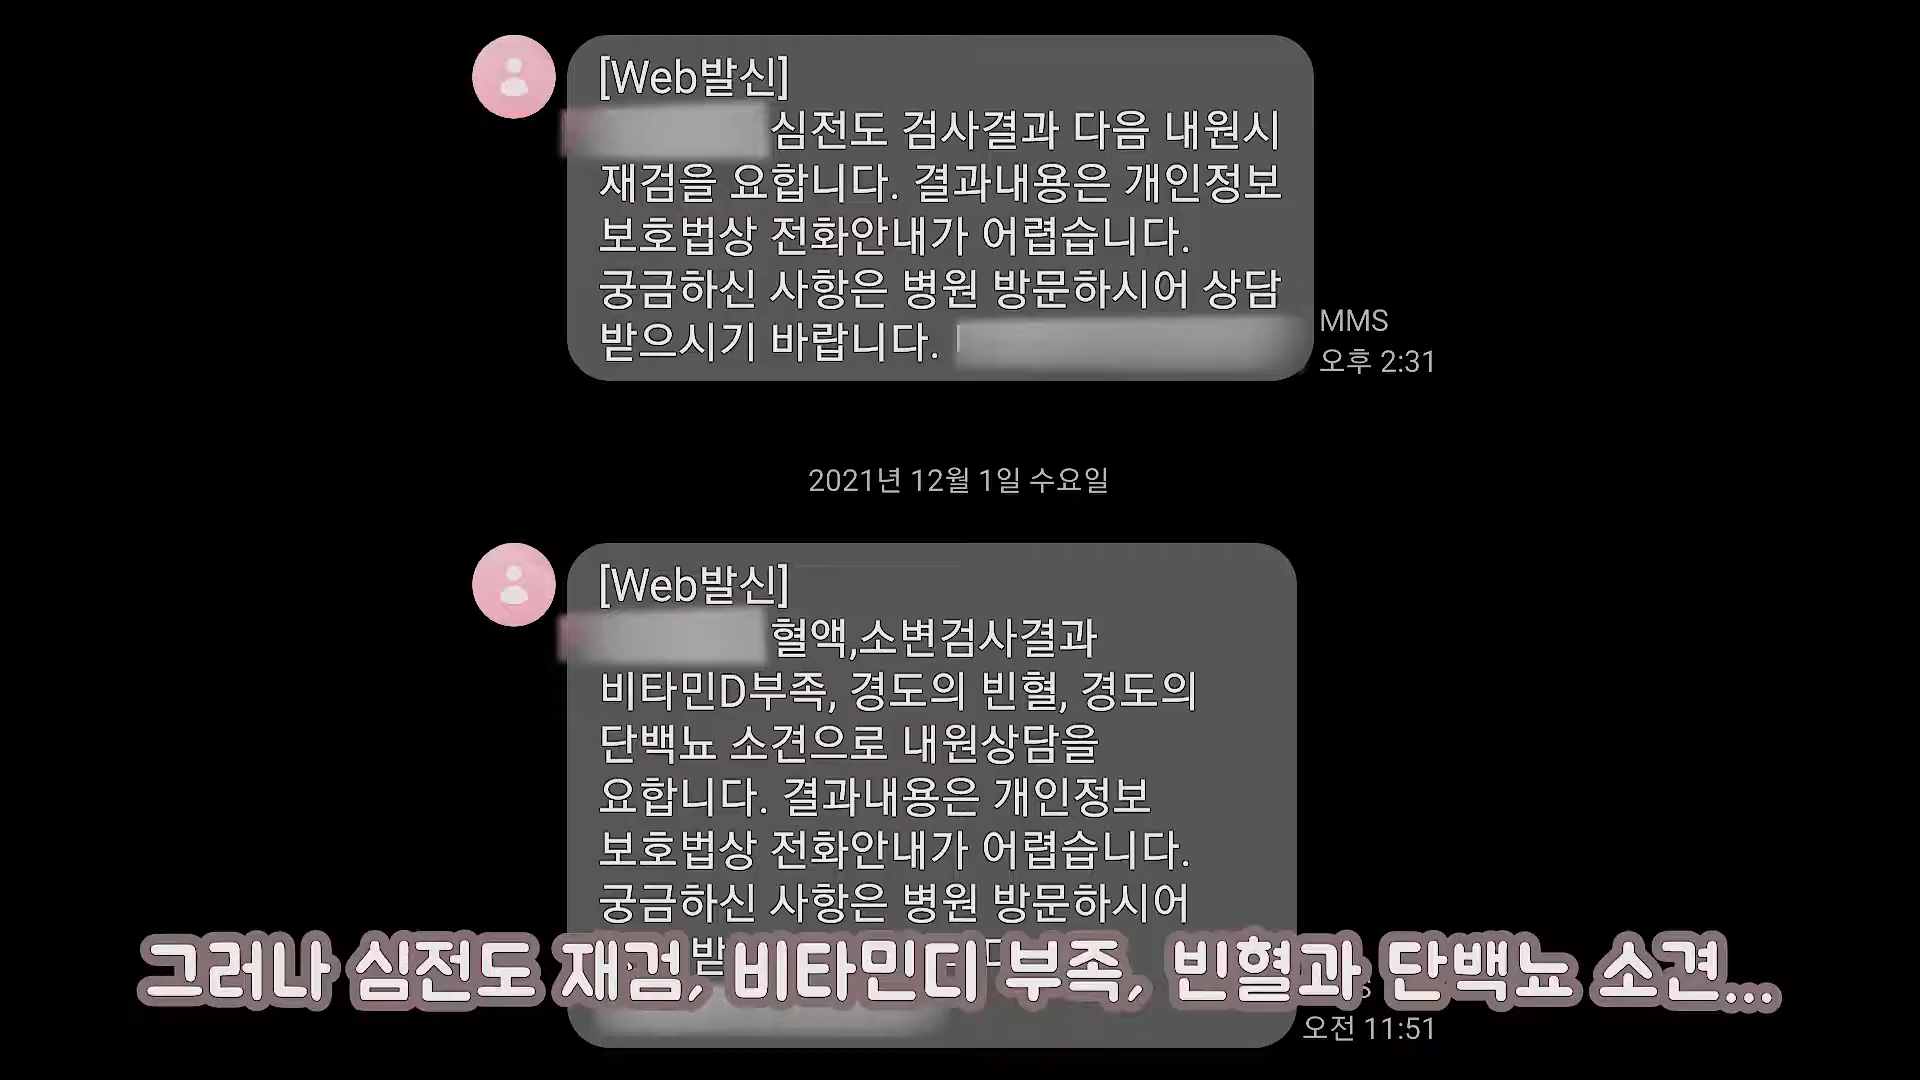 [Web발신]
심전도 검사결과 다음 내원시
재검을 요합니다. 결과내용은 개인정보
보호법상 전화안내가 어렵습니다.
궁금하신 사항은 병원 방문하시어 상담
받으시기 바랍니다.
MMS
오후 2:31
2021년 12월 1일 수요일
[Web발신]
혈액,소변검사결과
비타민D부족, 경도의 빈혈, 경도의
단백뇨 소견으로 내원상담을
요합니다. 결과내용은 개인정보
보호법상 전화안내가 어렵습니다.
궁금하신 사항은 병원 방문하시어
그러나 심전도 재검, 비타민디 부족, 빈혈과 단백뇨 소견...
오전 11:51